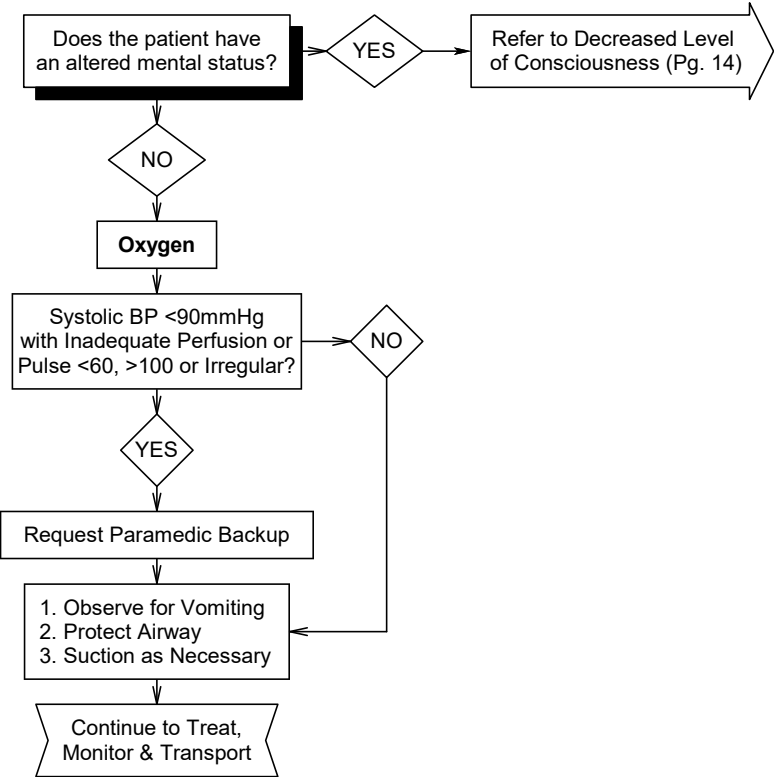 Does the patient have
an altered mental status?
YES
Refer to Decreased Level
of Consciousness (Pg. 14)
NO
Oxygen
Systolic BP <90mmHg
with Inadequate Perfusion or
Pulse <60, >100 or Irregular?
NO
YES
Request Paramedic Backup
1. Observe for Vomiting
2. Protect Airway
3. Suction as Necessary
Continue to Treat,
Monitor & Transport